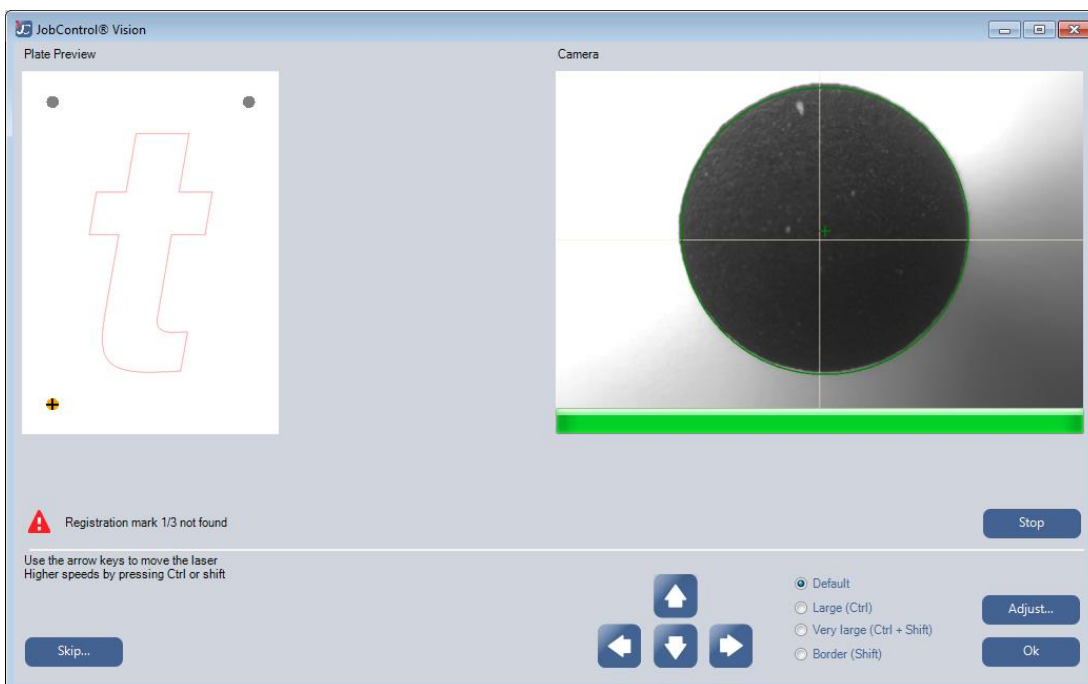 JobControl® Vision
Plate Preview
Camera
t
Registration mark 1/3 not found
Stop
Use the arrow keys to move the laser
Higher speeds by pressing Ctrl or shift
Default
Large (Ctrl)
Adjust...
Very large (Ctrl + Shift)
Skip...
Border (Shift)
Ok